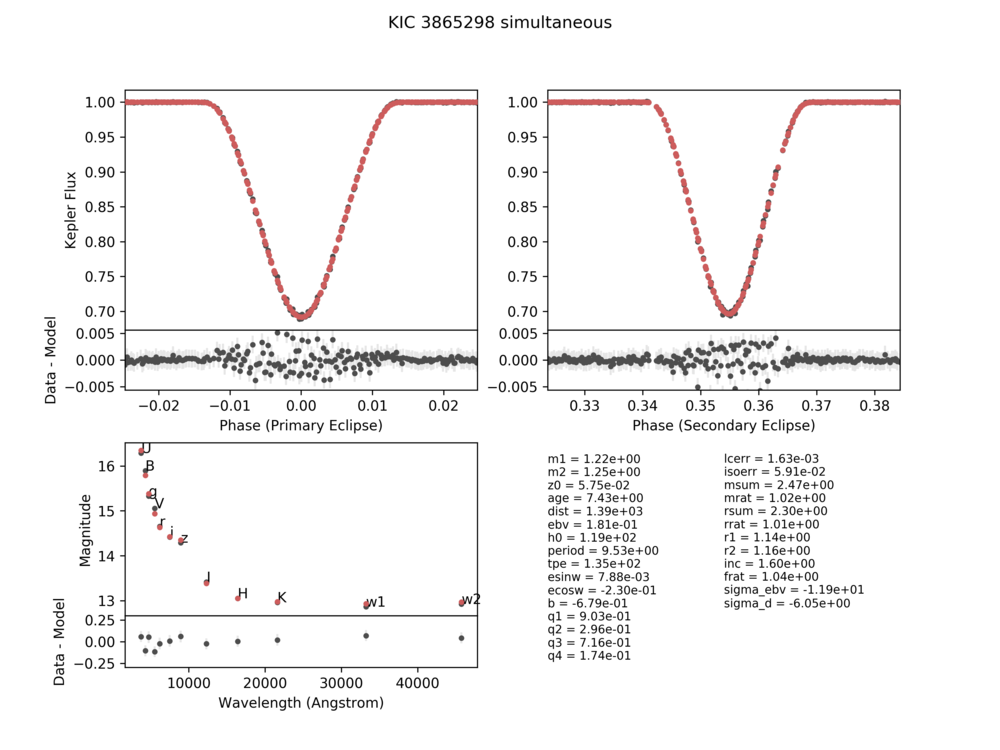 KIC 3865298 simultaneous
Kepler Flux
1.00
0.95
0.90
0.85
0.80
0.75
0.70
1.00
0.95
0.90
0.85
0.80
0.75
0.70
Data - Model
0.005
0.000
−0.005
0.005
0.000
−0.005
−0.02 −0.01 0.00 0.01 0.02
0.33 0.34 0.35 0.36 0.37 0.38
Phase (Primary Eclipse)
Phase (Secondary Eclipse)
Magnitude
16
15
14
13
U
B
g
V
r
i
z
J
H
K
w1
w2
Data - Model
0.25
0.00
−0.25
10000 20000 30000 40000
Wavelength (Angstrom)
m1 = 1.22e+00
m2 = 1.25e+00
z0 = 5.75e-02
age = 7.43e+00
dist = 1.39e+03
ebv = 1.81e-01
h0 = 1.19e+02
period = 9.53e+00
tpe = 1.35e+02
esinw = 7.88e-03
ecosw = -2.30e-01
b = -6.79e-01
q1 = 9.03e-01
q2 = 2.96e-01
q3 = 7.16e-01
q4 = 1.74e-01
lcerr = 1.63e-03
isoerr = 5.91e-02
msum = 2.47e+00
mrat = 1.02e+00
rsum = 2.30e+00
rrat = 1.01e+00
r1 = 1.14e+00
r2 = 1.16e+00
inc = 1.60e+00
frat = 1.04e+00
sigma_ebv = -1.19e+01
sigma_d = -6.05e+00